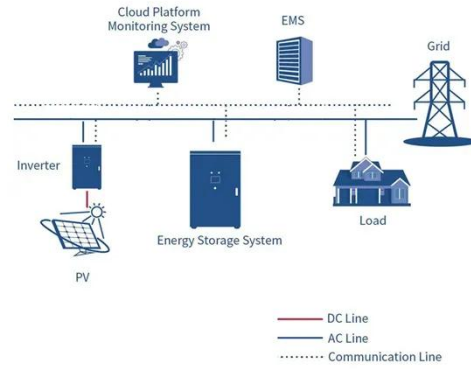 Cloud Platform
Monitoring System
EMS
Grid
Inverter
Energy Storage System
Load
PV
DC Line
AC Line
Communication Line